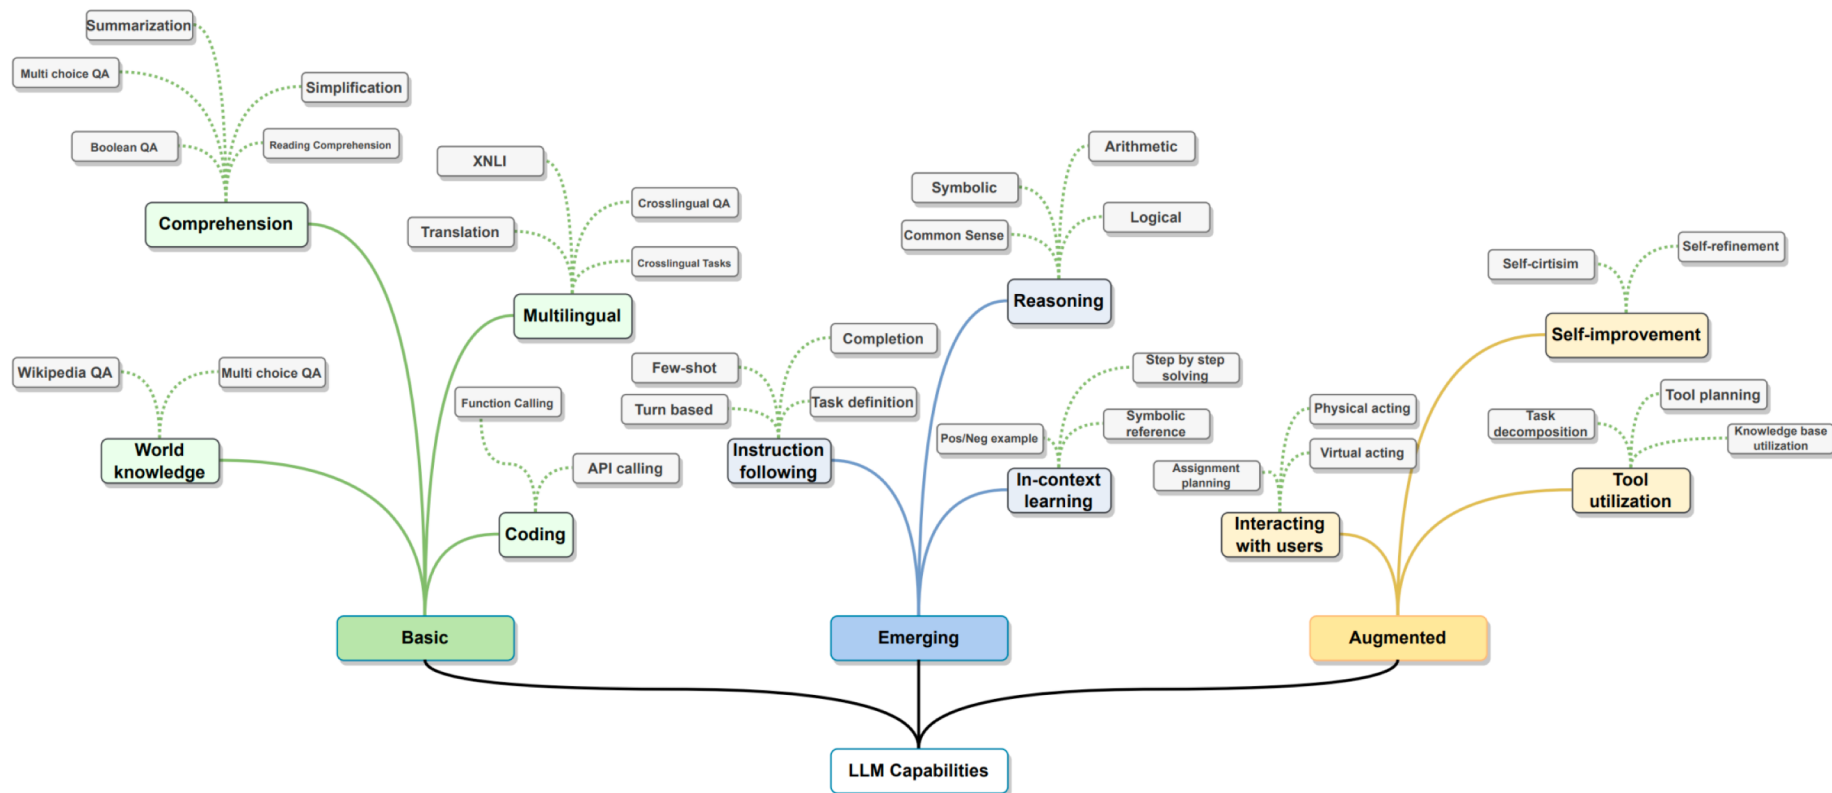 Summarization
Multi choice QA
Simplification
Boolean QA
Reading Comprehension
Comprehension
XNLI
Crosslingual QA
Translation
Crosslingual Tasks
Multilingual
Wikipedia QA
Multi choice QA
World
knowledge
Function Calling
API calling
Coding
Basic
Arithmetic
Symbolic
Logical
Common Sense
Reasoning
Completion
Few-shot
Turn based
Task definition
Instruction
following
Step by step
solving
Symbolic
reference
Pos/Neg example
In-context
learning
Emerging
Self-refinement
Self-cirtisim
Self-improvement
Physical acting
Virtual acting
Assignment
planning
Interacting
with users
Tool planning
Task
decomposition
Knowledge base
utilization
Tool
utilization
Augmented
LLM Capabilities